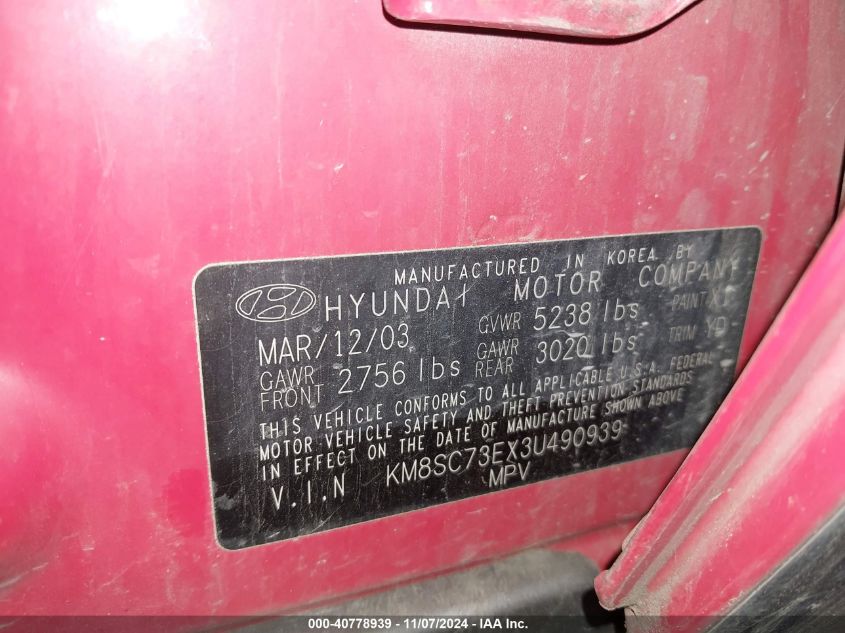 MANUFACTURED IN KOREA BY
HYUNDAI MOTOR COMPANY
MAR/12/03 GVWR 5238 lbs PAINT
GAWR FRONT 2756 lbs GAWR REAR 3020 lbs TRIM YD
THIS VEHICLE CONFORMS TO ALL APPLICABLE U.S.A. FEDERAL
MOTOR VEHICLE SAFETY AND THEFT PREVENTION STANDARDS
IN EFFECT ON THE DATE OF MANUFACTURE SHOWN ABOVE
V.I.N KM8SC73EX3U490939
MPV
000-40778939 - 11/07/2024 - IAA Inc.